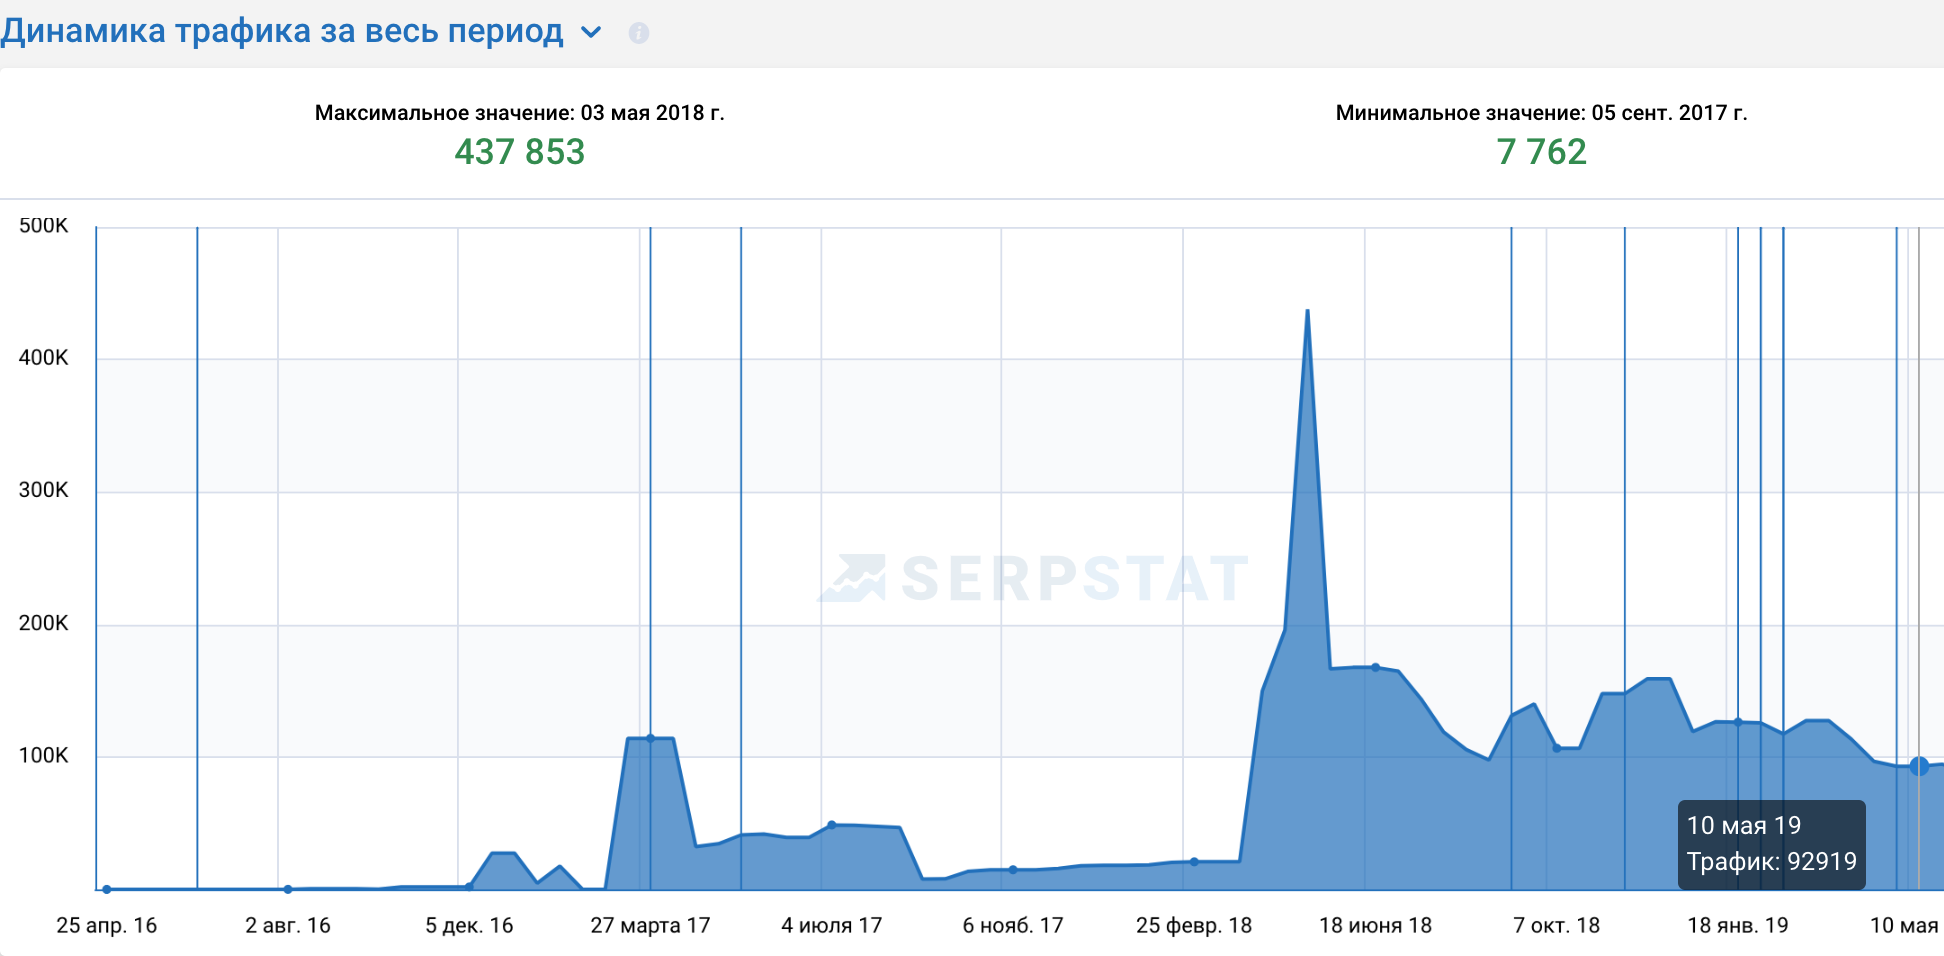 Динамика трафика за весь период
Максимальное значение: 03 мая 2018 г.
437 853
Минимальное значение: 05 сент. 2017 г.
7 762
500K
400K
300K
200K
100K
SERPSTAT
10 мая 19
Трафик: 92919
25 апр. 16 2 авг. 16 5 дек. 16 27 марта 17 4 июля 17 6 нояб. 17 25 февр. 18 18 июня 18 7 окт. 18 18 янв. 19 10 мая